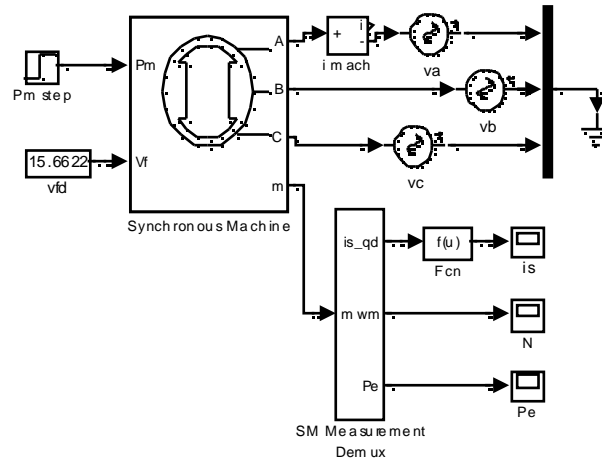 A
+
i
-
i mach
va
Pm
Pm step
B
vb
15.6622
Vf
vfd
C
vc
m
Synchronous Machine
is_qd
f(u)
Fcn
is
m wm
N
Pe
Pe
SM Measurement
Demux